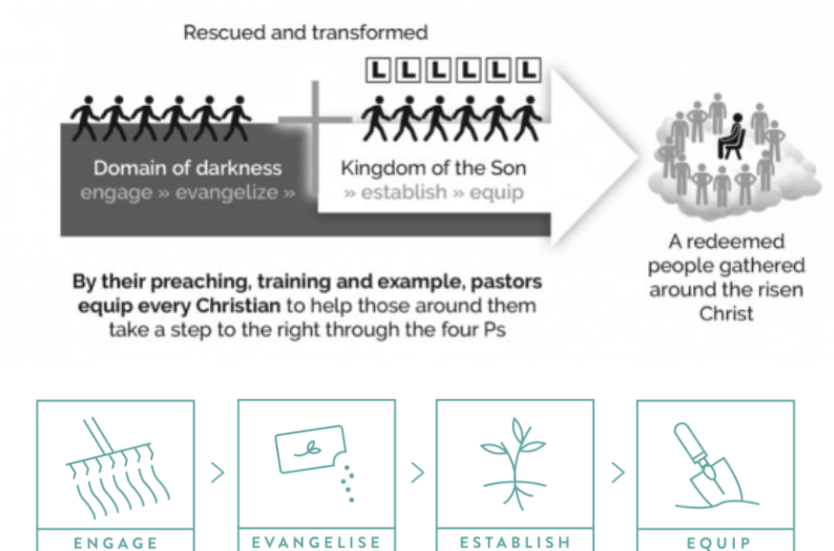 Rescued and transformed
L L L L L L
Domain of darkness
engage » evangelize »
Kingdom of the Son
» establish » equip
A redeemed
people gathered
around the risen
Christ
By their preaching, training and example, pastors
equip every Christian to help those around them
take a step to the right through the four Ps
ENGAGE
EVANGELISE
ESTABLISH
EQUIP